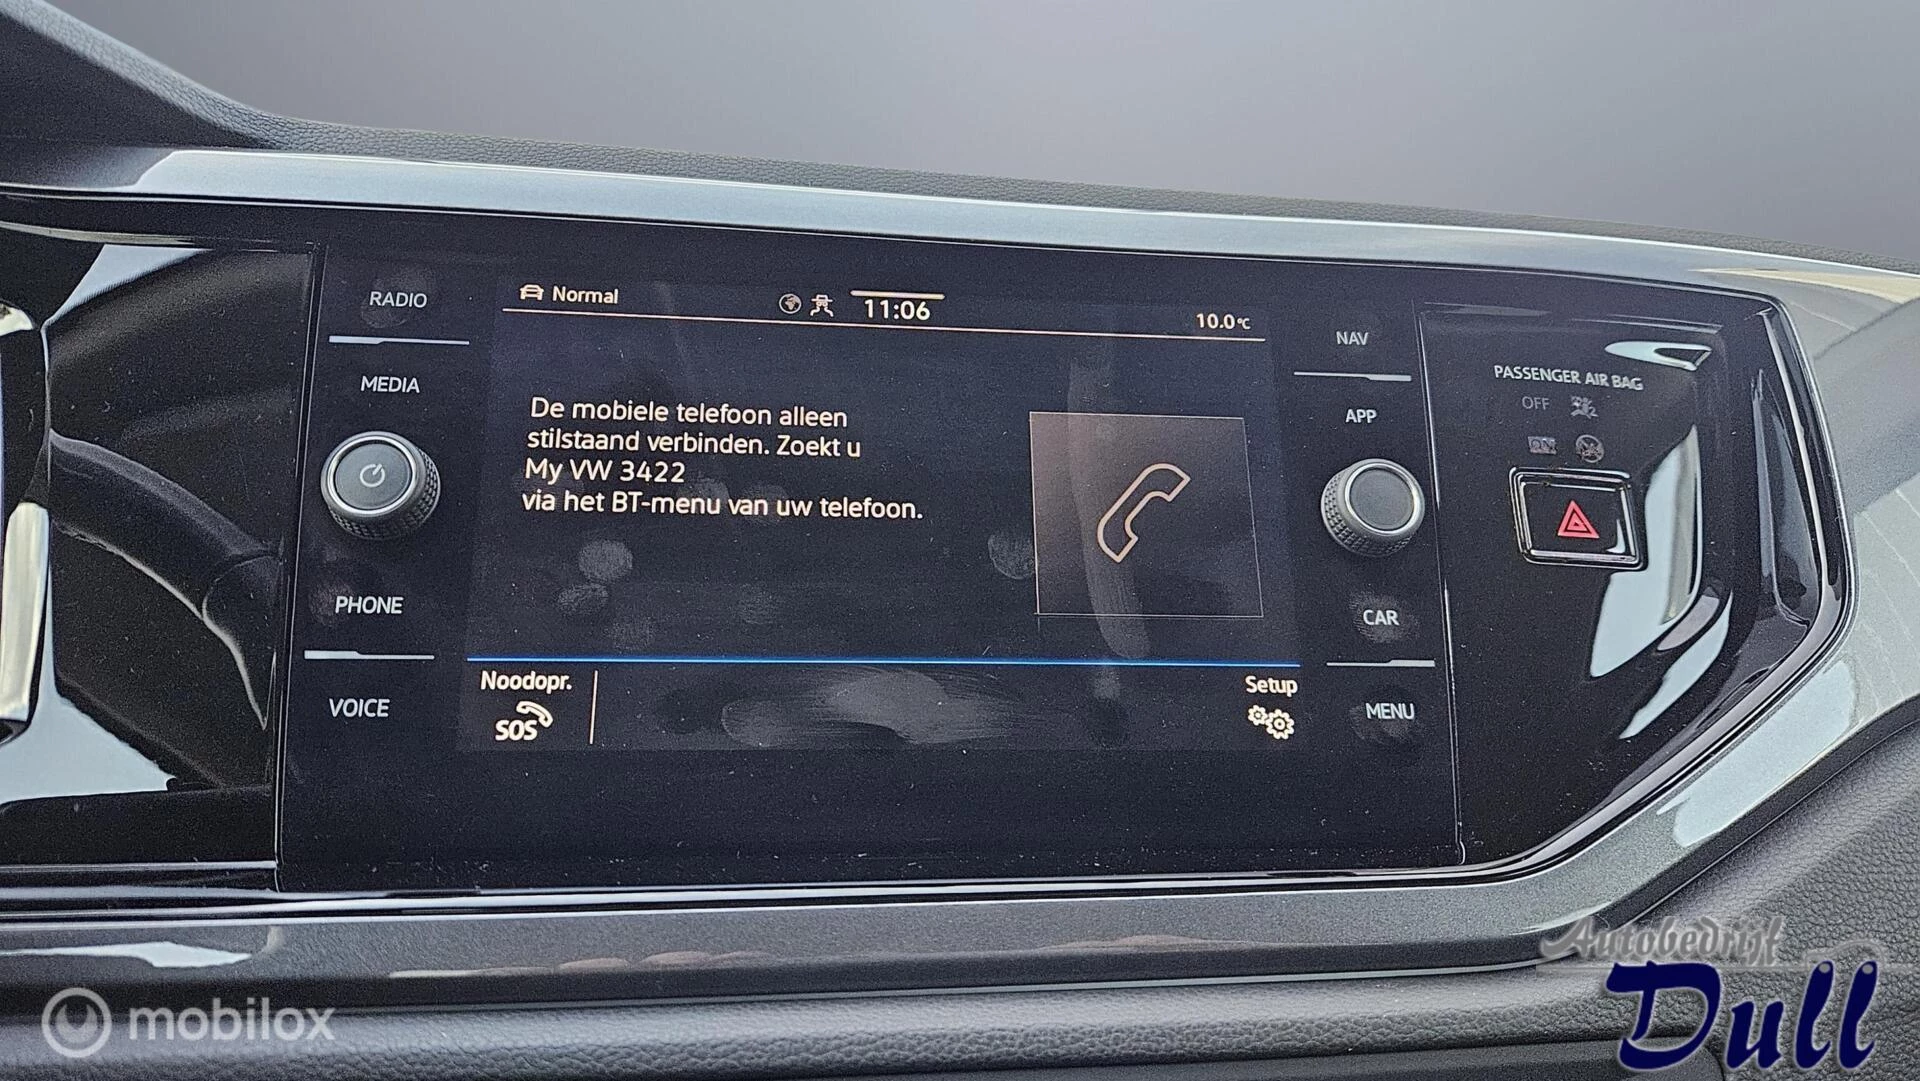 RADIO
MEDIA
PHONE
VOICE
Normal
11:06
10.0°C
De mobiele telefoon alleen
stilstaand verbinden. Zoekt u
My VW 3422
via het BT-menu van uw telefoon.
Noodopr.
SOS
Setup
NAV
APP
CAR
MENU
PASSENGER AIR BAG
OFF
ON
mobilox
Autobedrijf
Dull